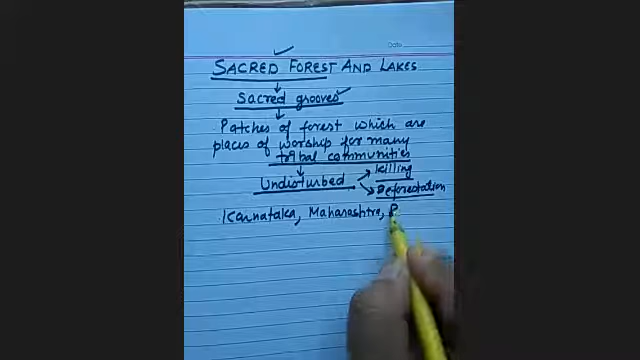 Date
SACRED FOREST AND LAKES
Sacred grooves
Patches of forest which are
places of worship for many
tribal communities
Undisturbed
Killing
Deforestation
Karnataka, Maharashtra,